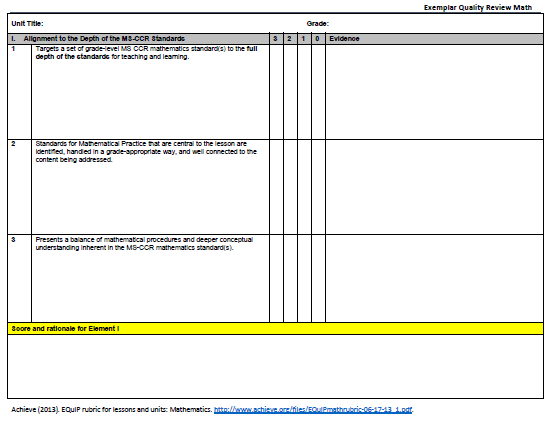 Exemplar Quality Review Math
Unit Title: Grade:
I. Alignment to the Depth of the MS-CCR Standards 3 2 1 0 Evidence
1 Targets a set of grade-level MS CCR mathematics standard(s) to the full
depth of the standards for teaching and learning.
2 Standards for Mathematical Practice that are central to the lesson are
identified, handled in a grade-appropriate way, and well connected to the
content being addressed.
3 Presents a balance of mathematical procedures and deeper conceptual
understanding inherent in the MS-CCR mathematics standard(s).
Score and rationale for Element I
Achieve (2013). EQuIP rubric for lessons and units: Mathematics. http://www.achieve.org/files/EQuIPmathrubric-06-17-13_1.pdf.